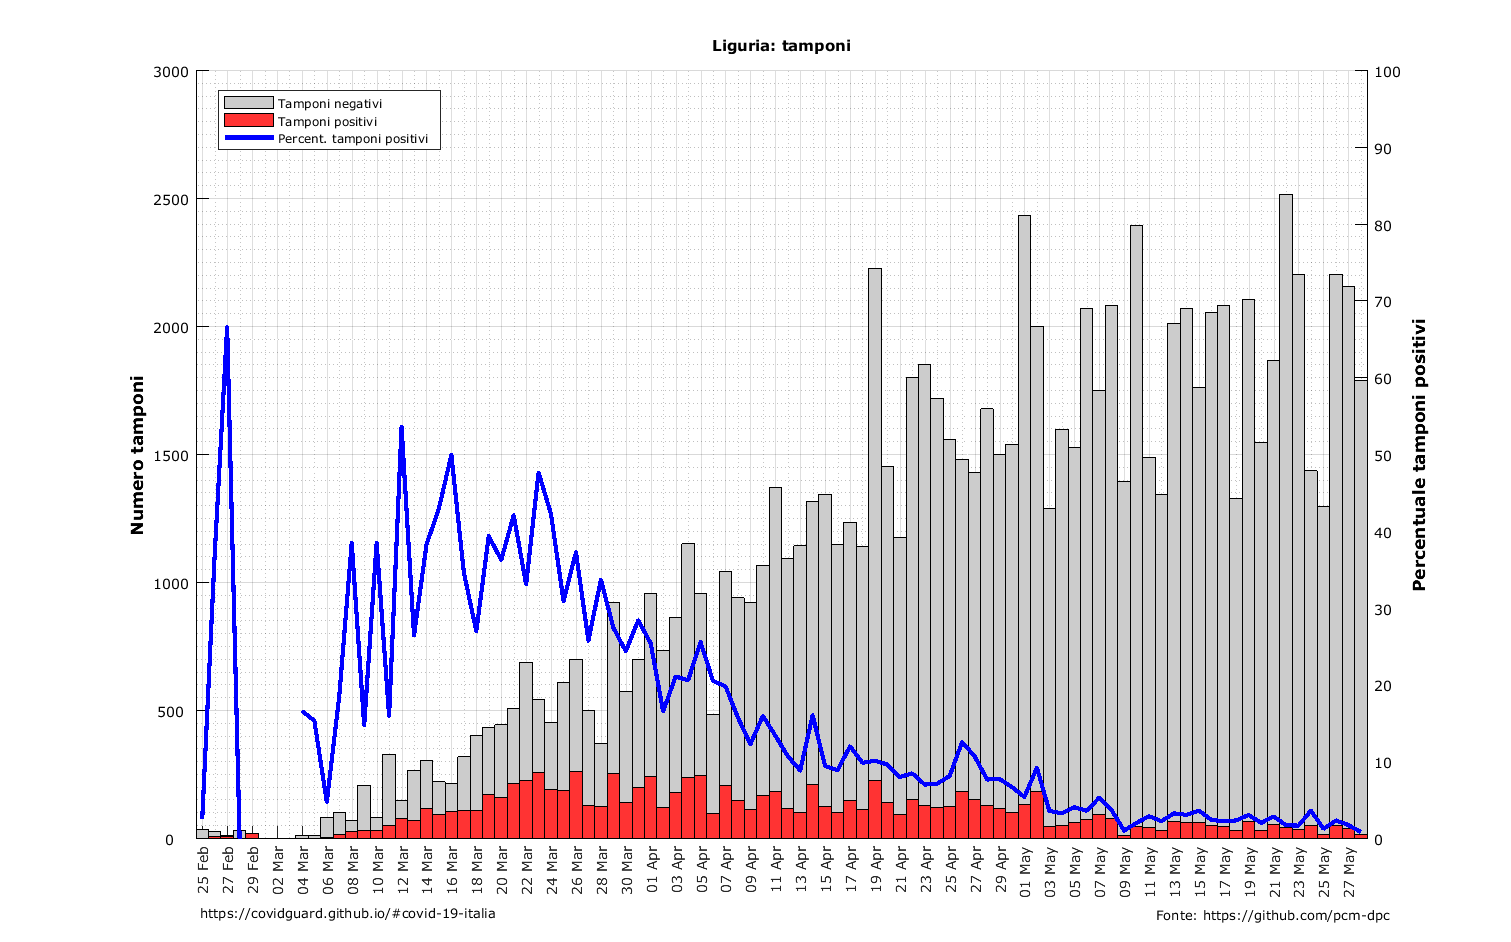 Liguria: tamponi
Tamponi negativi
Tamponi positivi
Percent. tamponi positivi
Numero tamponi
3000
2500
2000
1500
1000
500
0
Percentuale tamponi positivi
100
90
80
70
60
50
40
30
20
10
0
25 Feb
27 Feb
29 Feb
02 Mar
04 Mar
06 Mar
08 Mar
10 Mar
12 Mar
14 Mar
16 Mar
18 Mar
20 Mar
22 Mar
24 Mar
26 Mar
28 Mar
30 Mar
01 Apr
03 Apr
05 Apr
07 Apr
09 Apr
11 Apr
13 Apr
15 Apr
17 Apr
19 Apr
21 Apr
23 Apr
25 Apr
27 Apr
29 Apr
01 May
03 May
05 May
07 May
09 May
11 May
13 May
15 May
17 May
19 May
21 May
23 May
25 May
27 May
https://covidguard.github.io/#covid-19-italia
Fonte: https://github.com/pcm-dpc